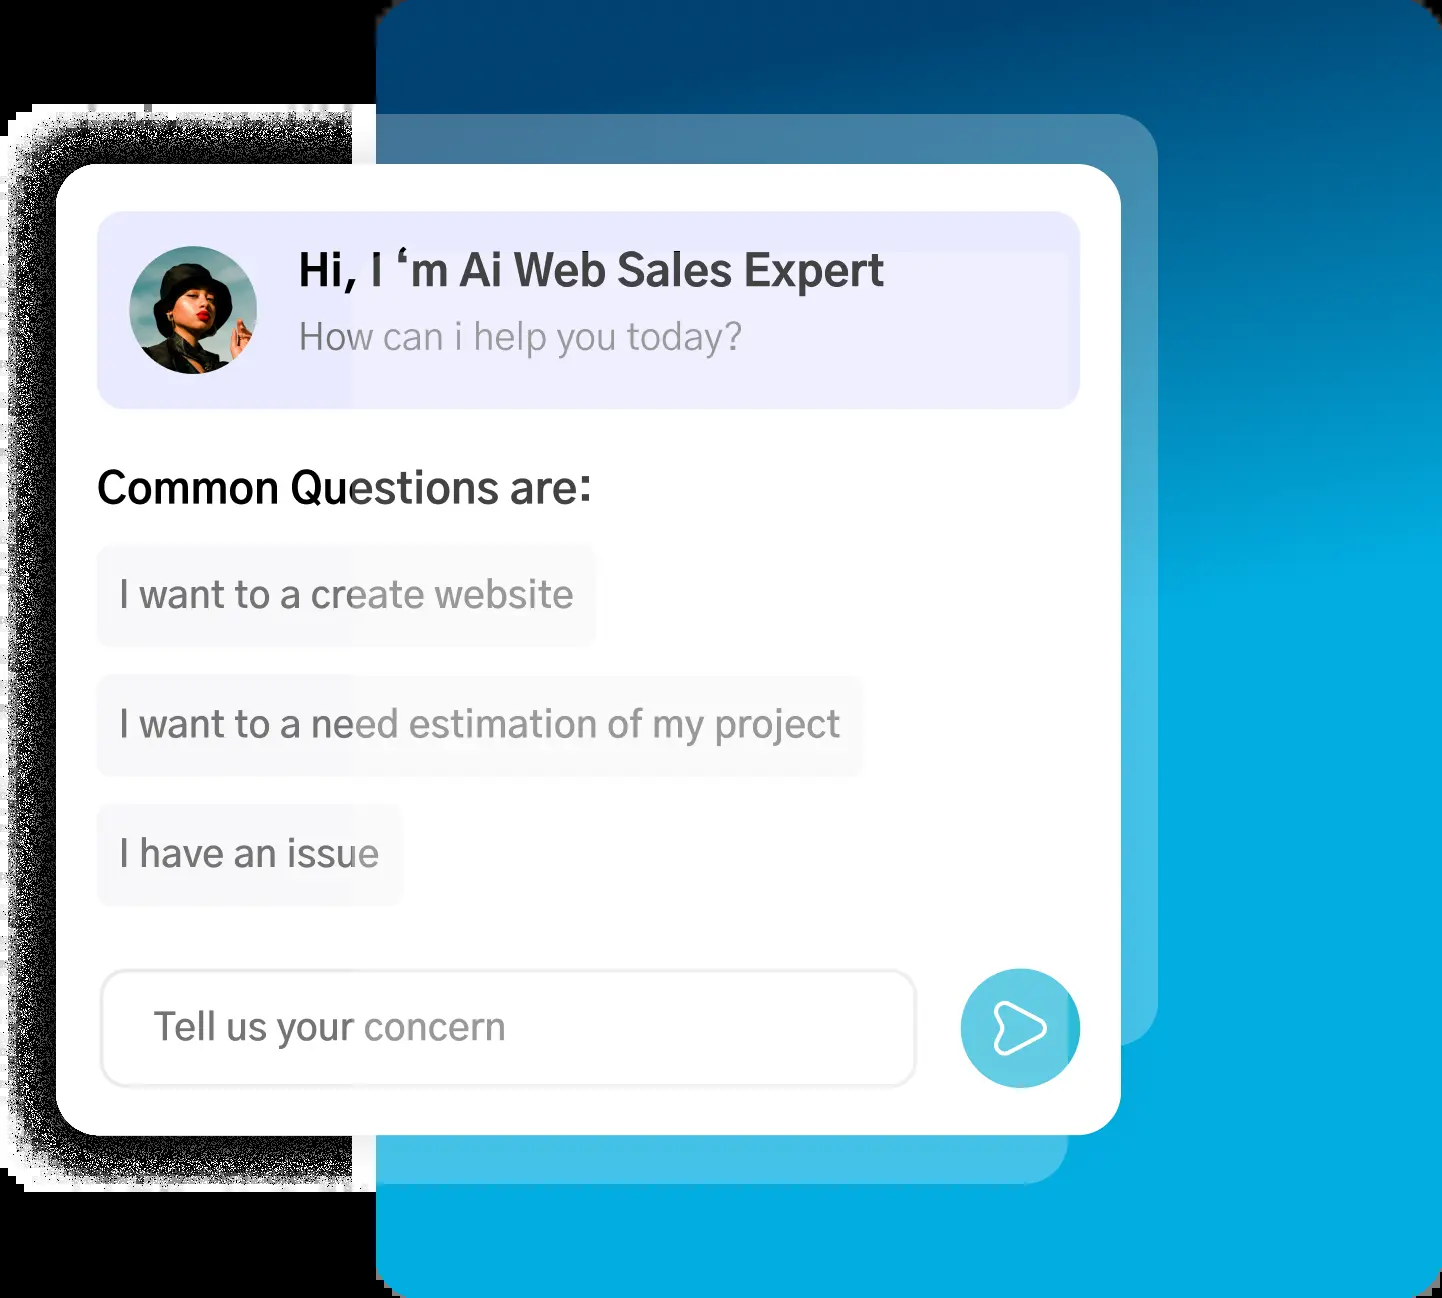 Hi, I ‘m Ai Web Sales Expert
How can i help you today?
Common Questions are:
I want to a create website
I want to a need estimation of my project
I have an issue
Tell us your concern